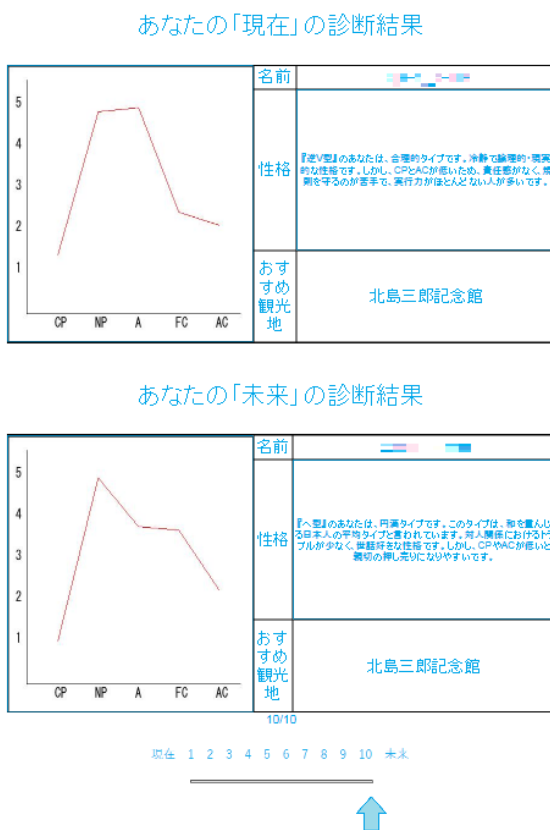 あなたの「現在」の診断結果
名前
5
4
3
2
1
CP NP A FC AC
性格
『逆V型』のあなたは、合理的タイプです。冷静で論理的・現実
的な性格です。しかし、CPとACが低いため、責任感がなく、規
則を守るのが苦手で、実行力がほとんどない人が多いです。
おす
すめ
観光
地
北島三郎記念館
あなたの「未来」の診断結果
名前
5
4
3
2
1
CP NP A FC AC
性格
『へ型』のあなたは、円満タイプです。このタイプは、和を重んじ
る日本人の平均タイプと言われています。対人関係におけるトラ
ブルが少なく、世話好きな性格です。しかし、CPやACが低いと
親切の押し売りになりやすいです。
おす
すめ
観光
地
北島三郎記念館
10/10
現在 1 2 3 4 5 6 7 8 9 10 未来